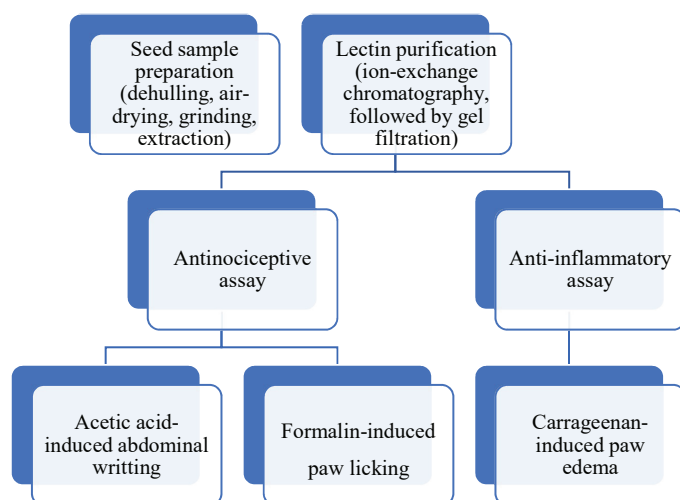 Seed sample
preparation
(dehulling, air-
drying, grinding,
extraction)
Lectin purification
(ion-exchange
chromatography,
followed by gel
filtration)
Antinociceptive
assay
Anti-inflammatory
assay
Acetic acid-
induced abdominal
writting
Formalin-induced
paw licking
Carrageenan-
induced paw
edema